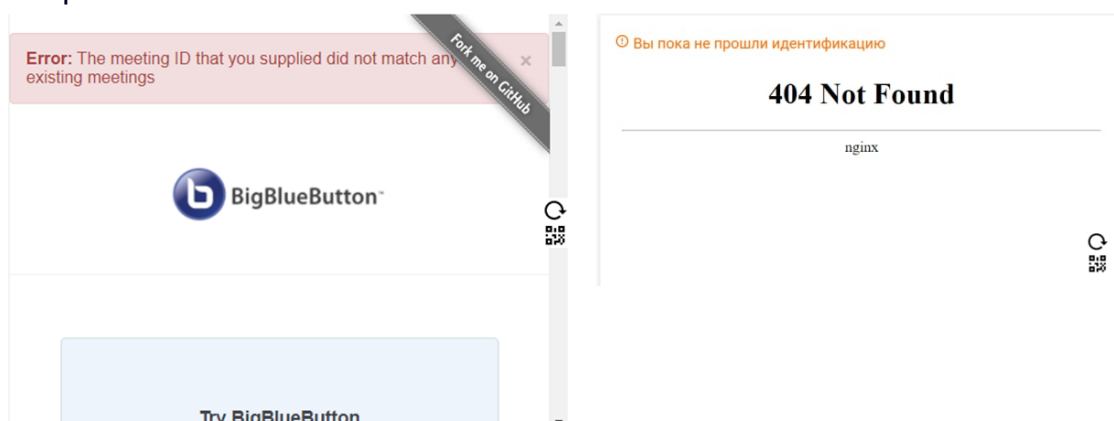 Error: The meeting ID that you supplied did not match any
existing meetings
×
Fork me on GitHub
BigBlueButton™
Try BigBlueButton
Вы пока не прошли идентификацию
404 Not Found
nginx